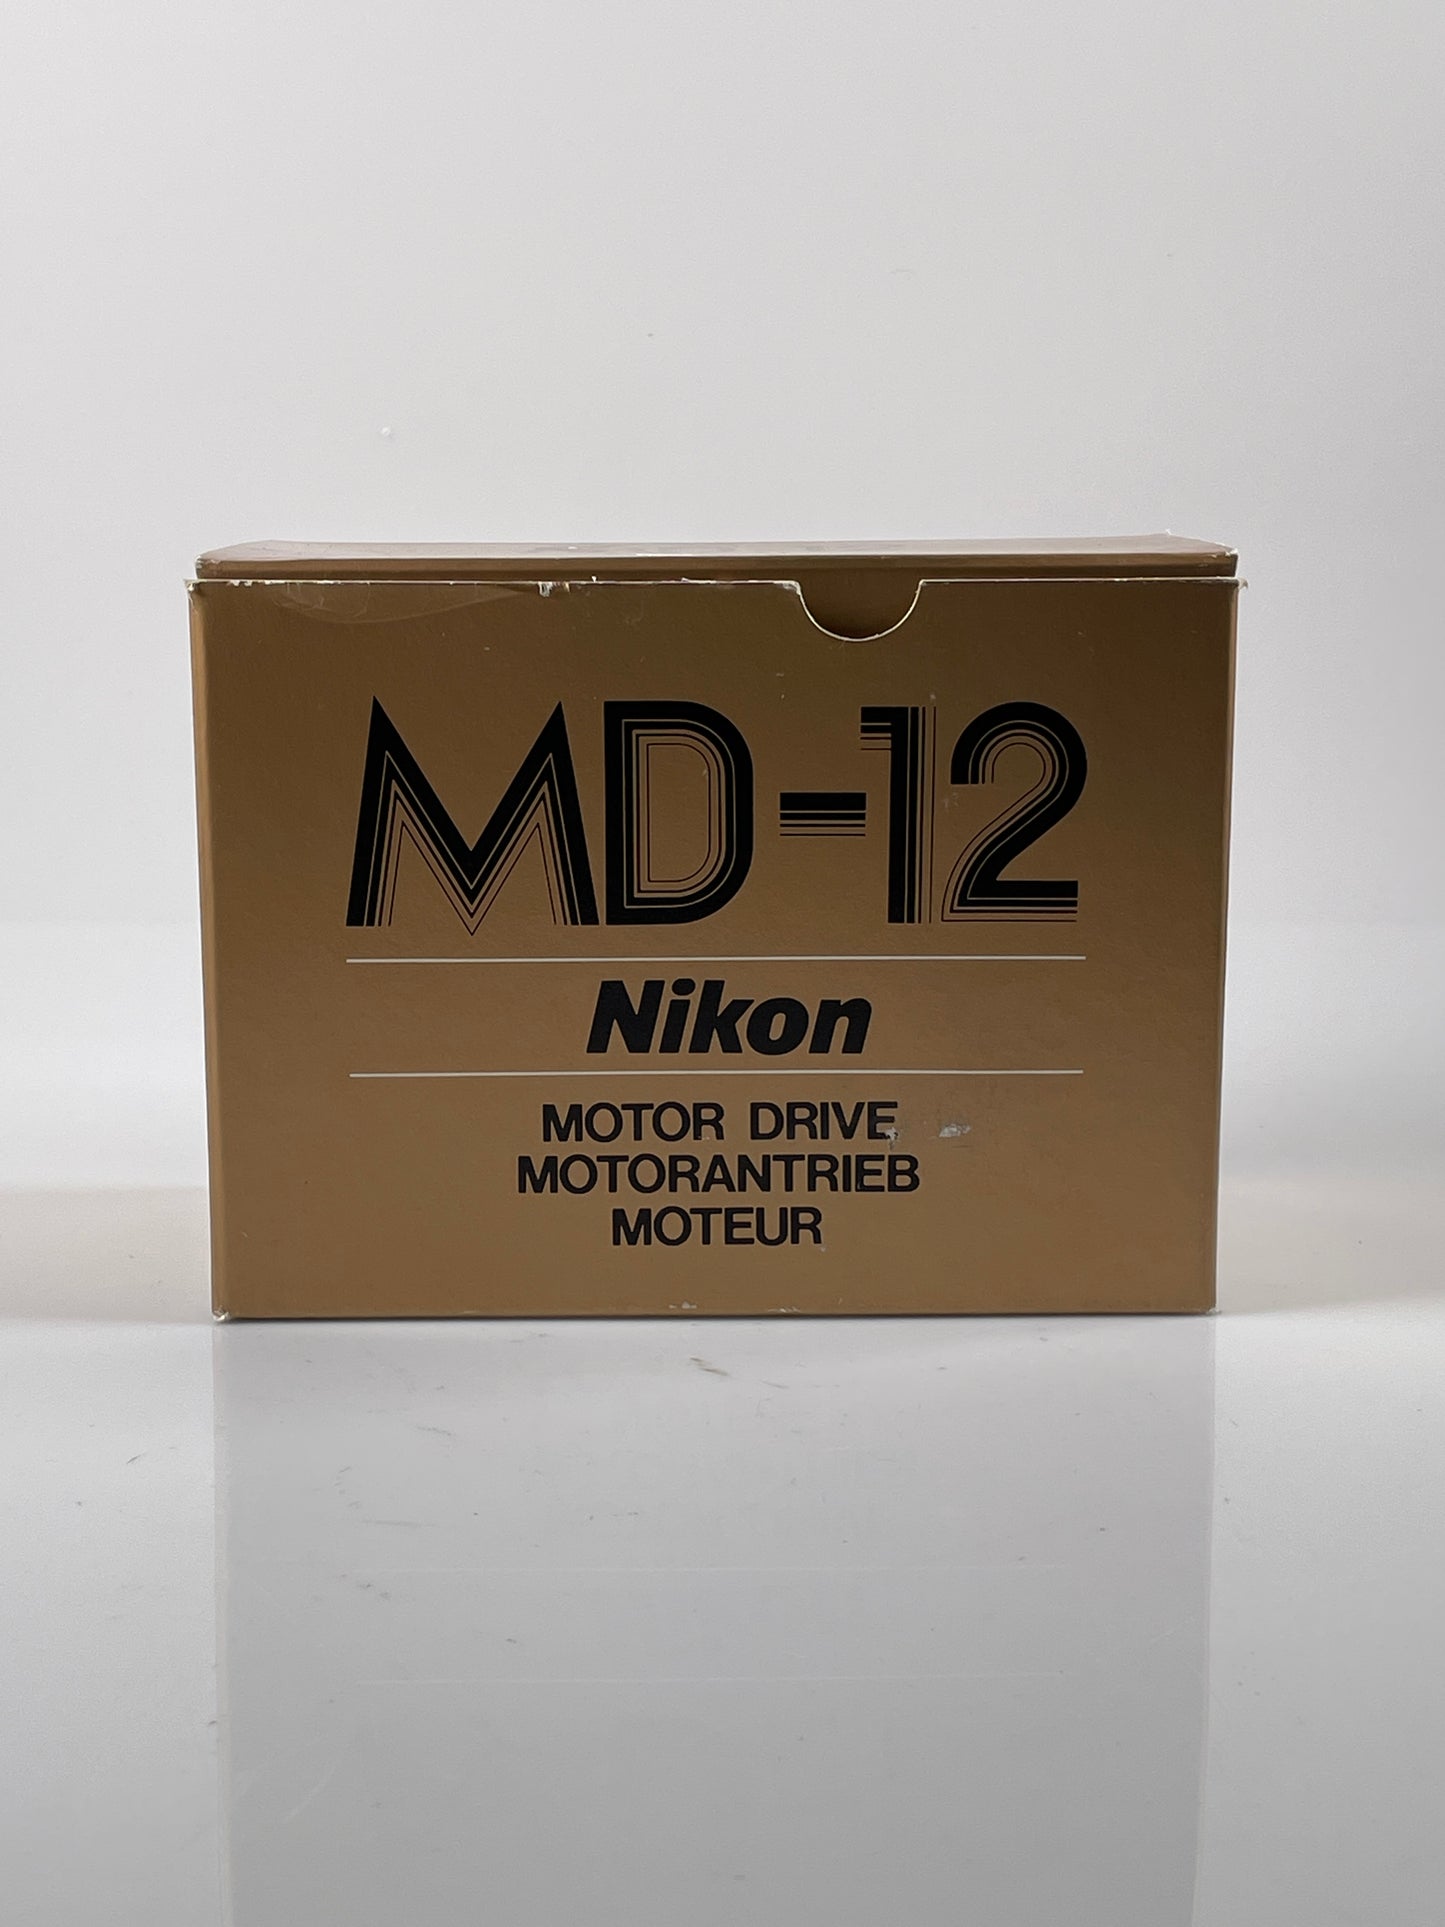 MD-12
Nikon
MOTOR DRIVE
MOTORANTRIEB
MOTEUR